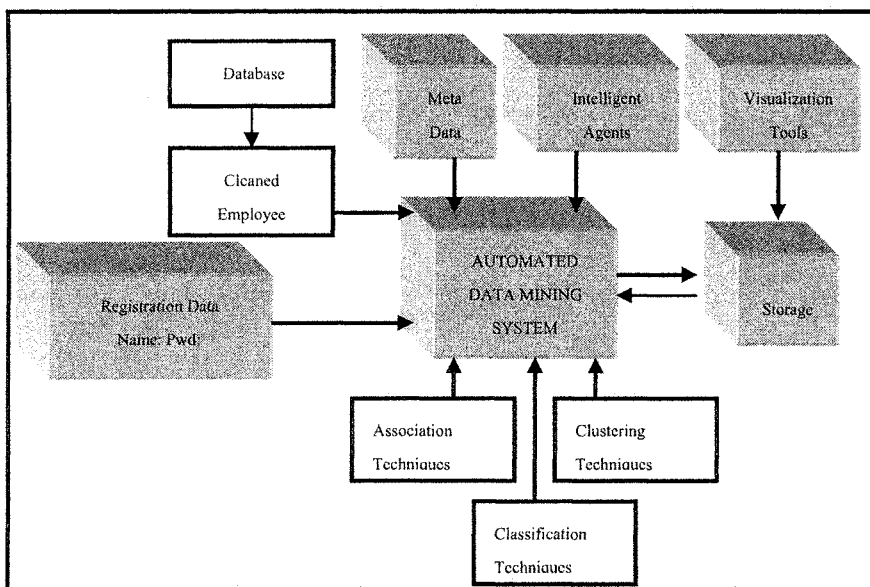 Database
Meta
Data
Intelligent
Agents
Visualization
Tools
Cleaned
Employee
AUTOMATED
DATA MINING
SYSTEM
Registration Data
Name: Pwd:
Storage
Association
Techniques
Clustering
Techniques
Classification
Techniques